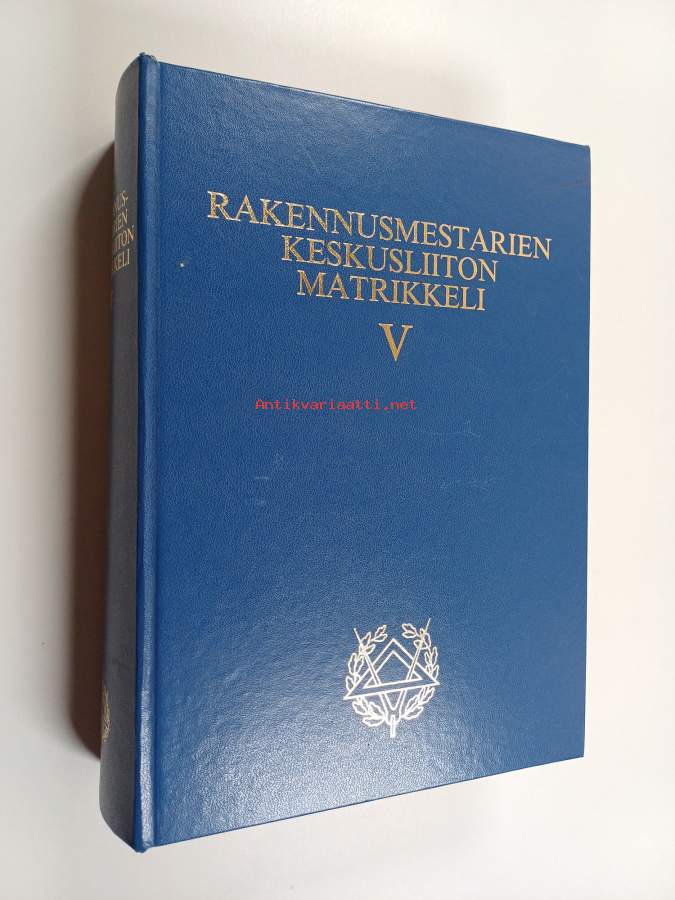 RAKENNUSMESTARIEN
KESKUSLIITON
MATRIKKELI
V
Antikvariaatti.net